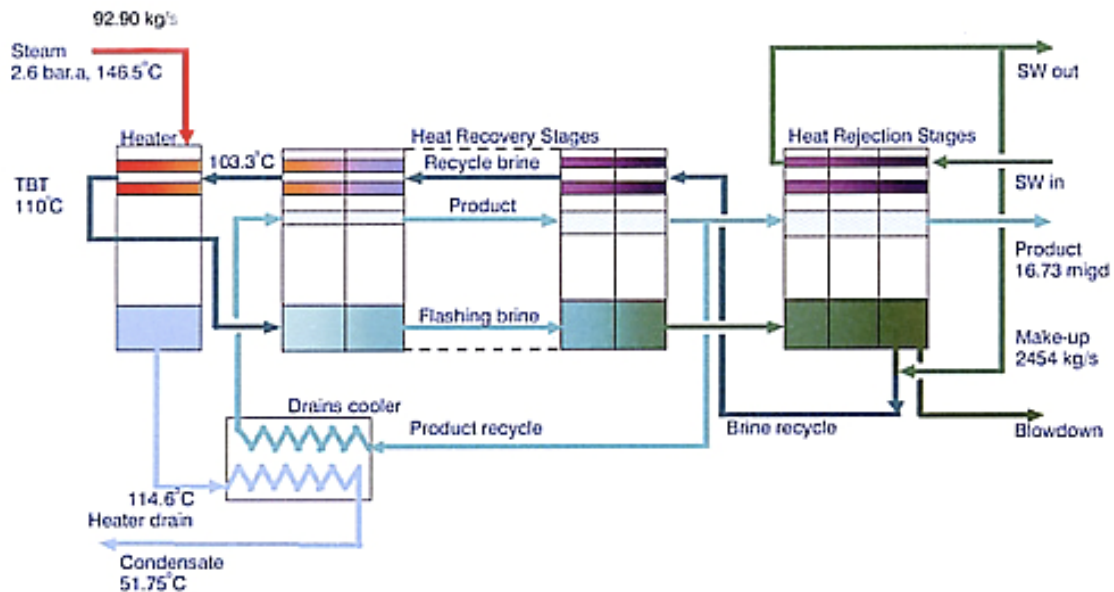 92.90 kg/s
Steam
2.6 bar.a, 146.5°C
SW out
Heater
Heat Recovery Stages
Heat Rejection Stages
103.3°C
Recycle brine
TBT
110°C
SW in
Product
Product
16.73 migd
Flashing brine
Make-up
2454 kg/s
Drains cooler
Product recycle
Brine recycle
Blowdown
114.6°C
Heater drain
Condensate
51.75°C